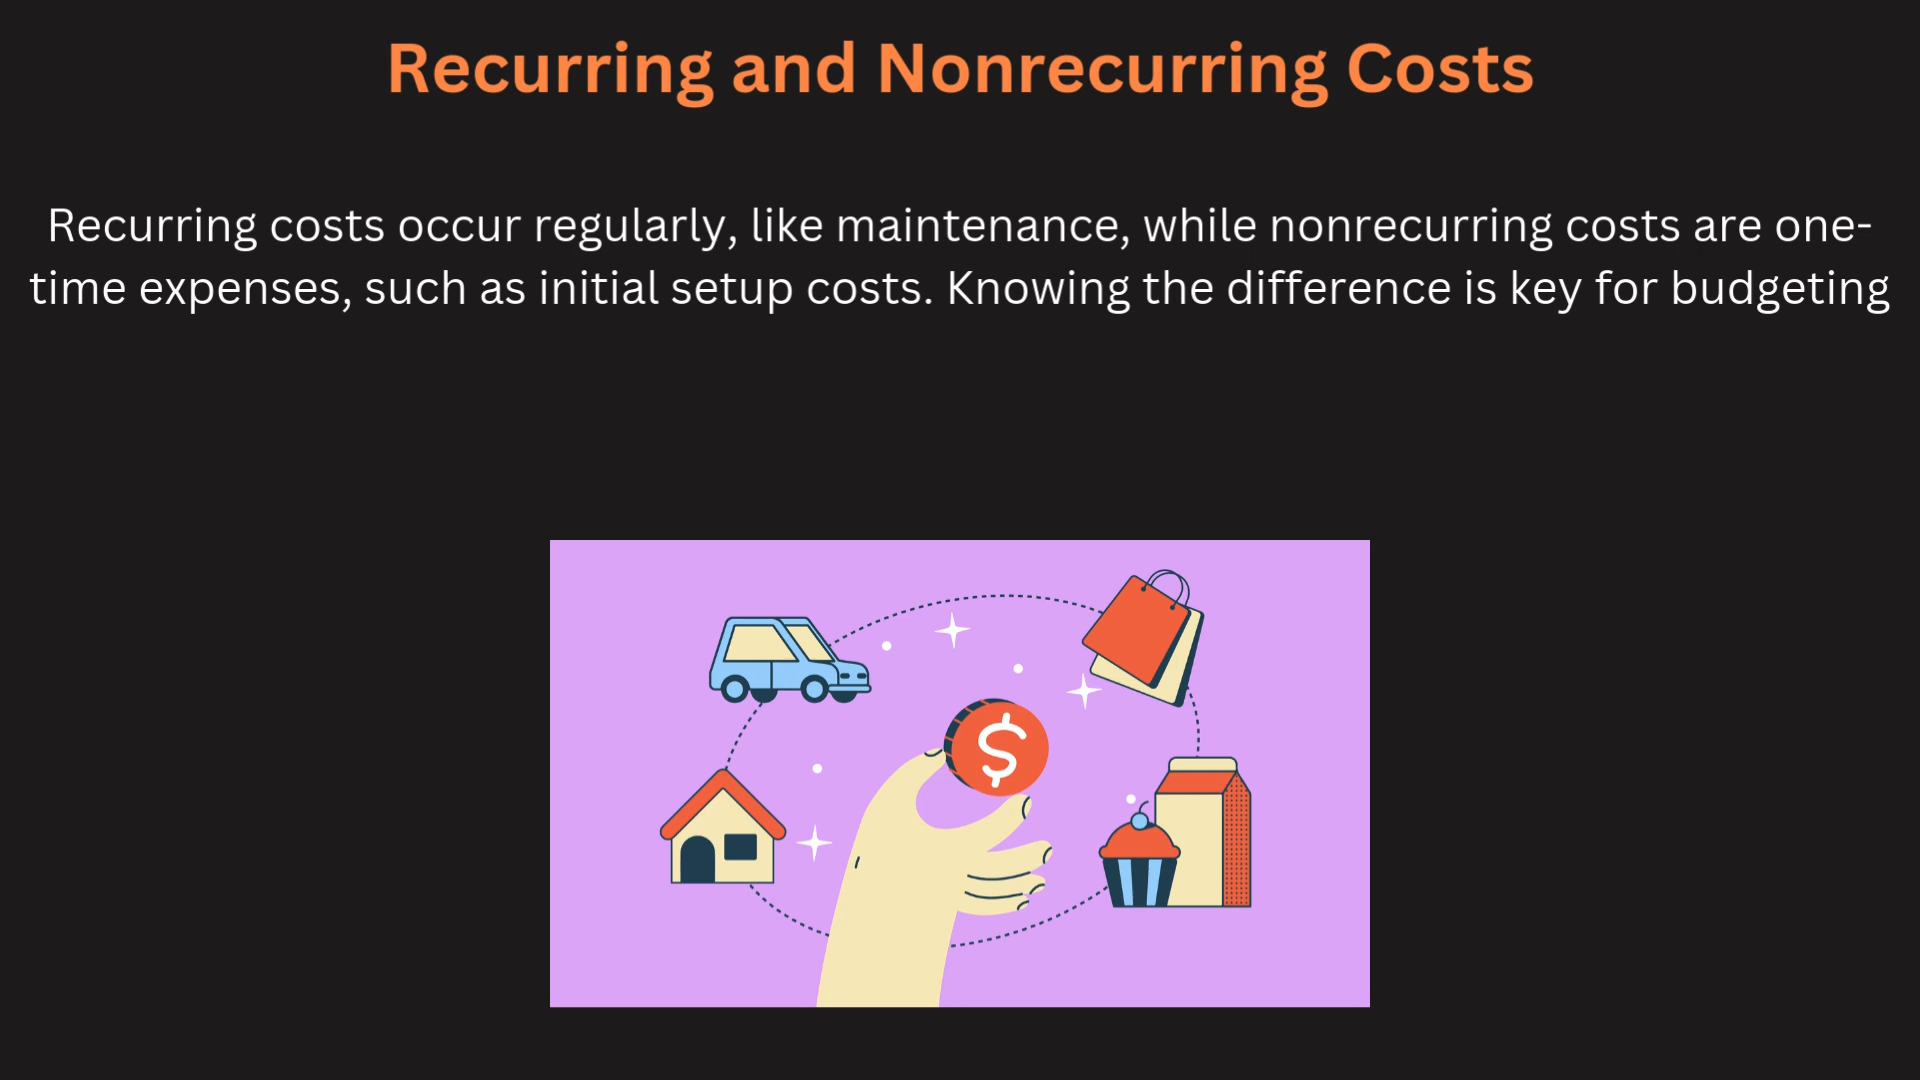 Recurring and Nonrecurring Costs
Recurring costs occur regularly, like maintenance, while nonrecurring costs are one-
time expenses, such as initial setup costs. Knowing the difference is key for budgeting
$